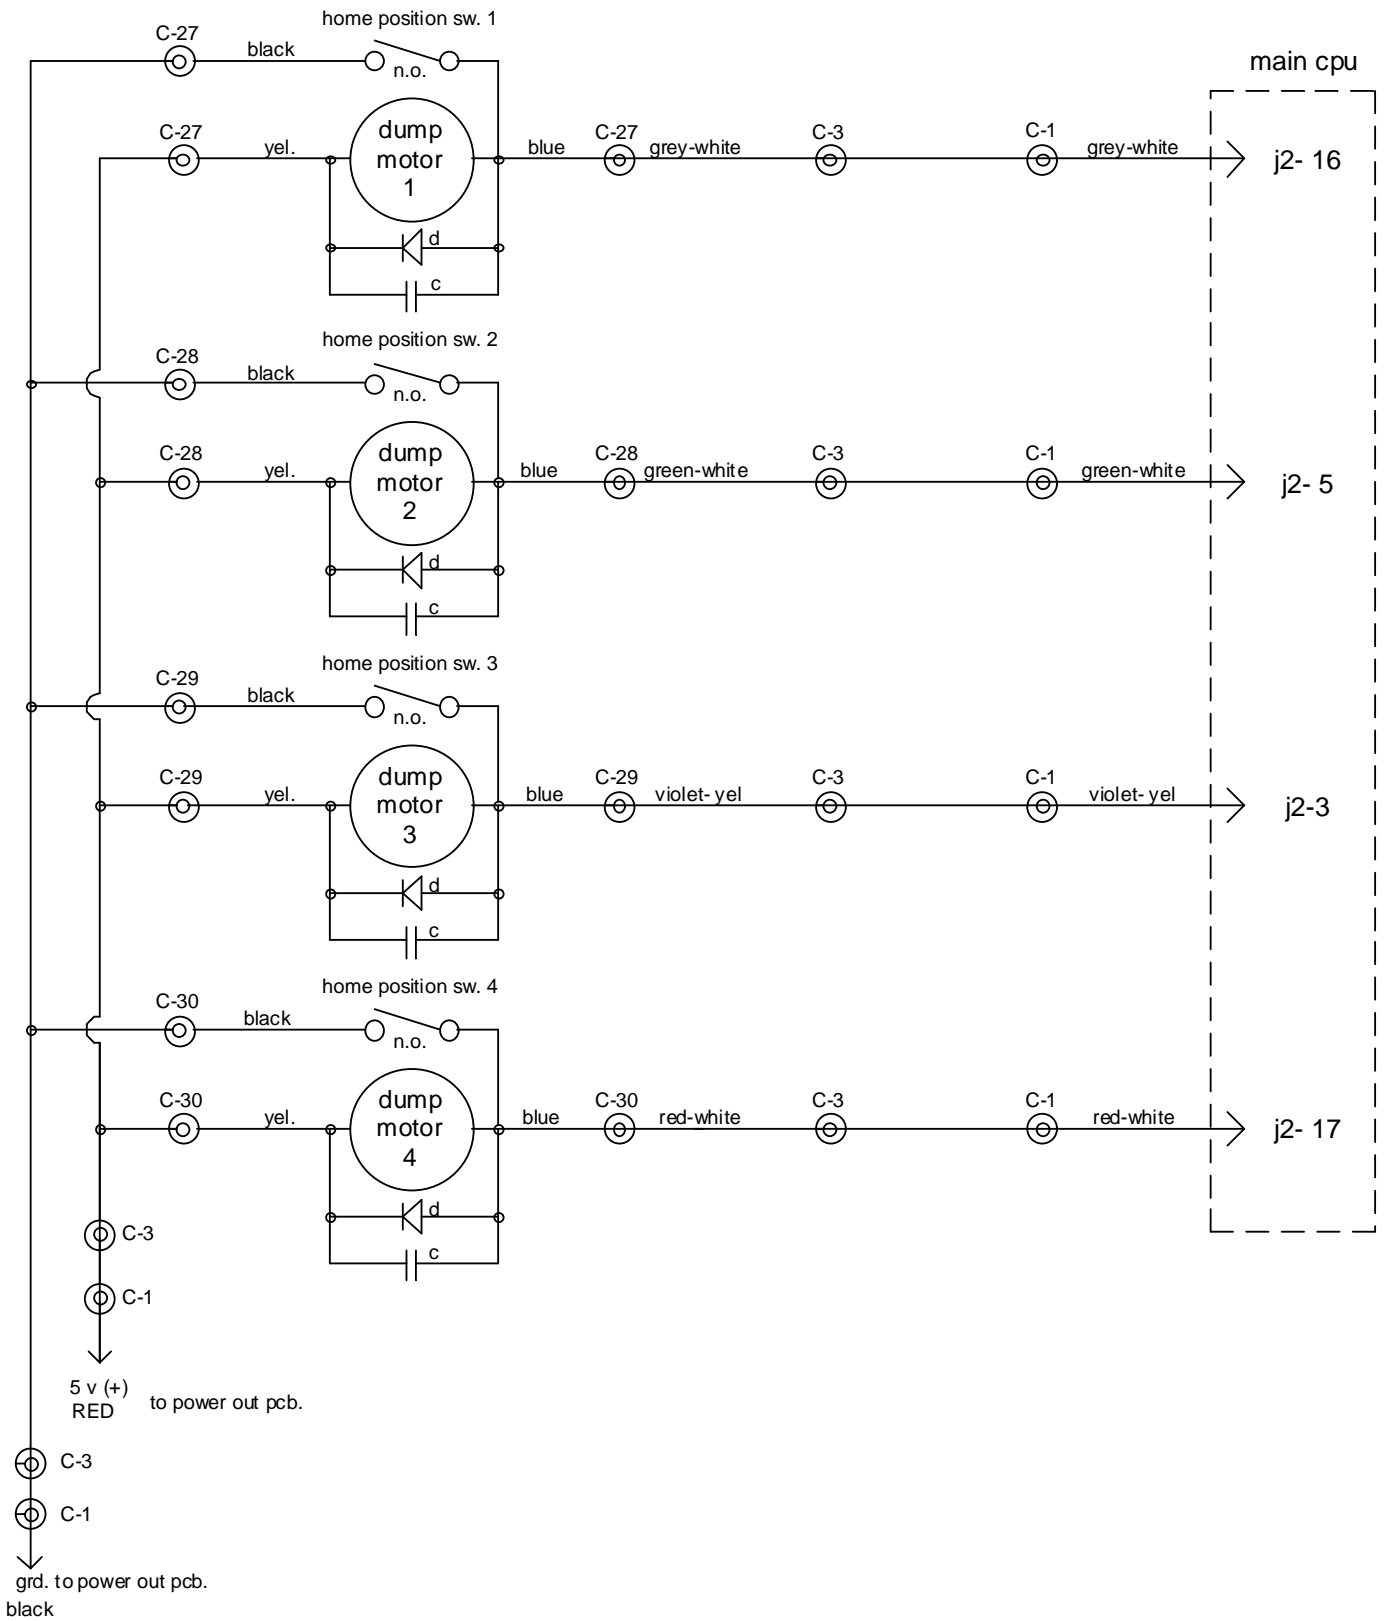 home position sw. 1
C-27
black
n.o.
main cpu
C-27
yel.
dump
motor
1
blue
C-27
grey-white
C-3
C-1
grey-white
j2- 16
d
c
home position sw. 2
C-28
black
n.o.
C-28
yel.
dump
motor
2
blue
C-28
green-white
C-3
C-1
green-white
j2- 5
d
c
home position sw. 3
C-29
black
n.o.
C-29
yel.
dump
motor
3
blue
C-29
violet- yel
C-3
C-1
violet- yel
j2-3
d
c
home position sw. 4
C-30
black
n.o.
C-30
yel.
dump
motor
4
blue
C-30
red-white
C-3
C-1
red-white
j2- 17
d
c
C-3
C-1
5 v (+)
RED
to power out pcb.
C-3
C-1
grd. to power out pcb.
black